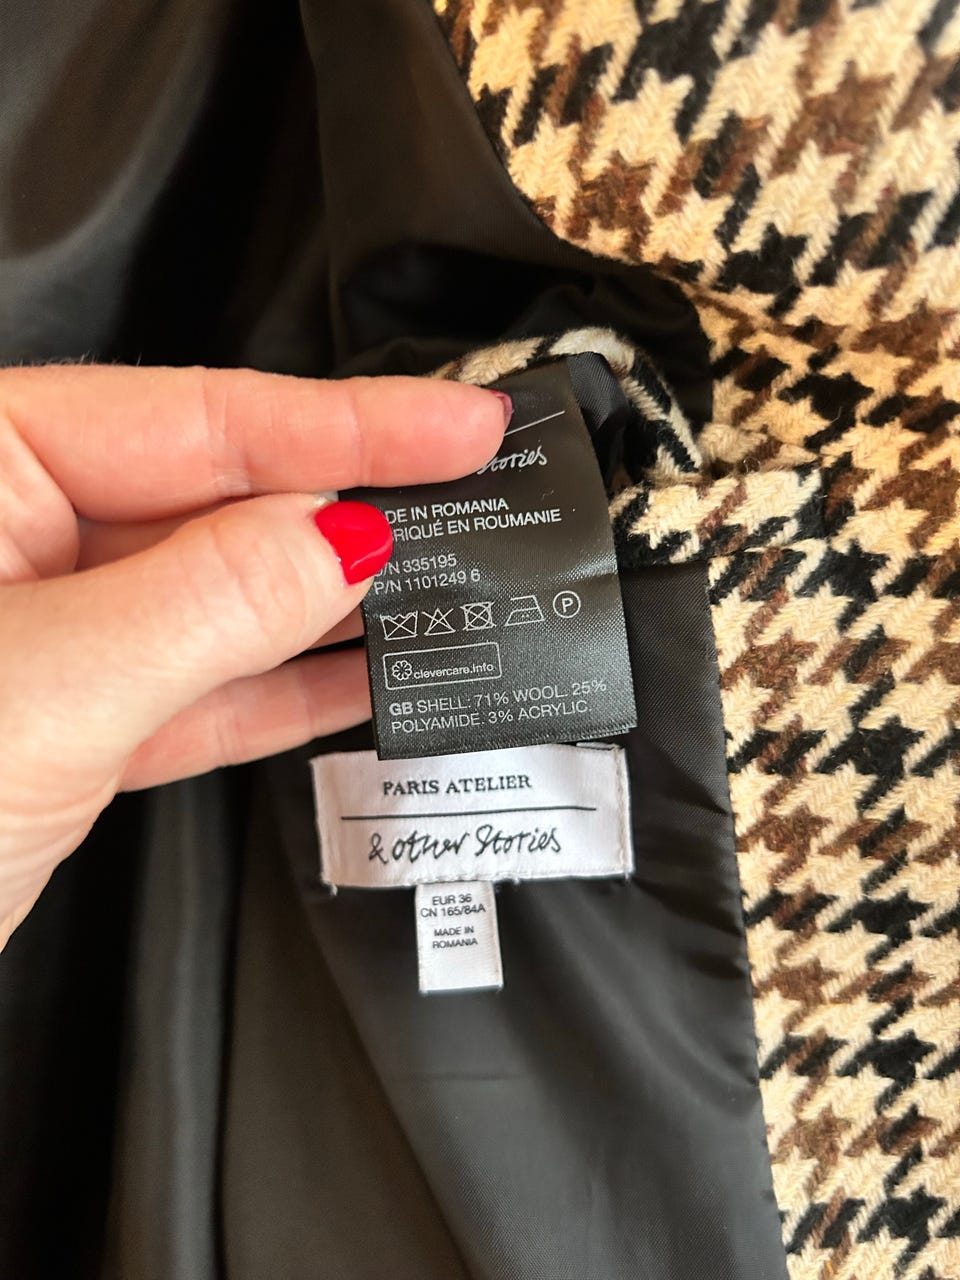 Stories
DE IN ROMANIA
RIQUÉ EN ROUMANIE
/N 335195
P/N 1101249 6
P
clevercare.info
GB SHELL: 71% WOOL. 25%
POLYAMIDE. 3% ACRYLIC.
PARIS ATELIER
& other Stories
EUR 36
CN 165/84A
MADE IN
ROMANIA